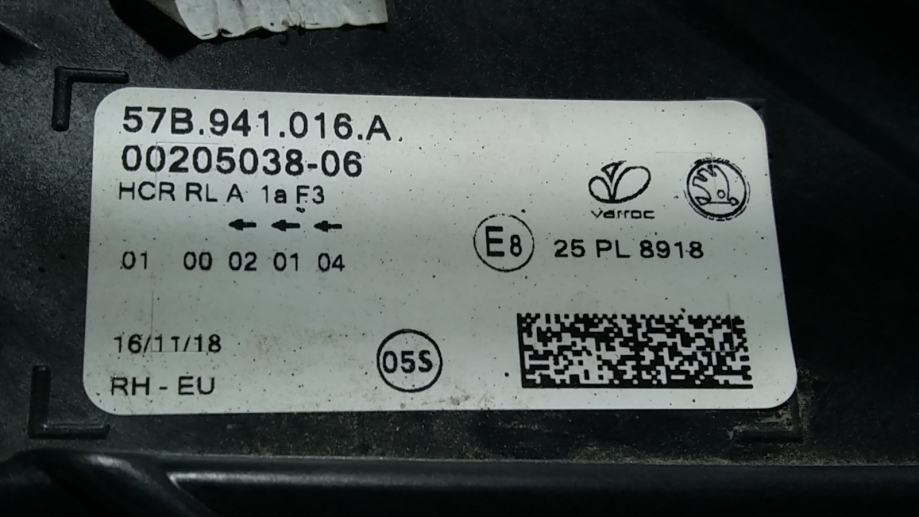 57B.941.016.A
00205038-06
HCR RL A 1a F3
01 00 02 01 04
varroc
E8
25 PL 8918
16/11/18
RH - EU
05S